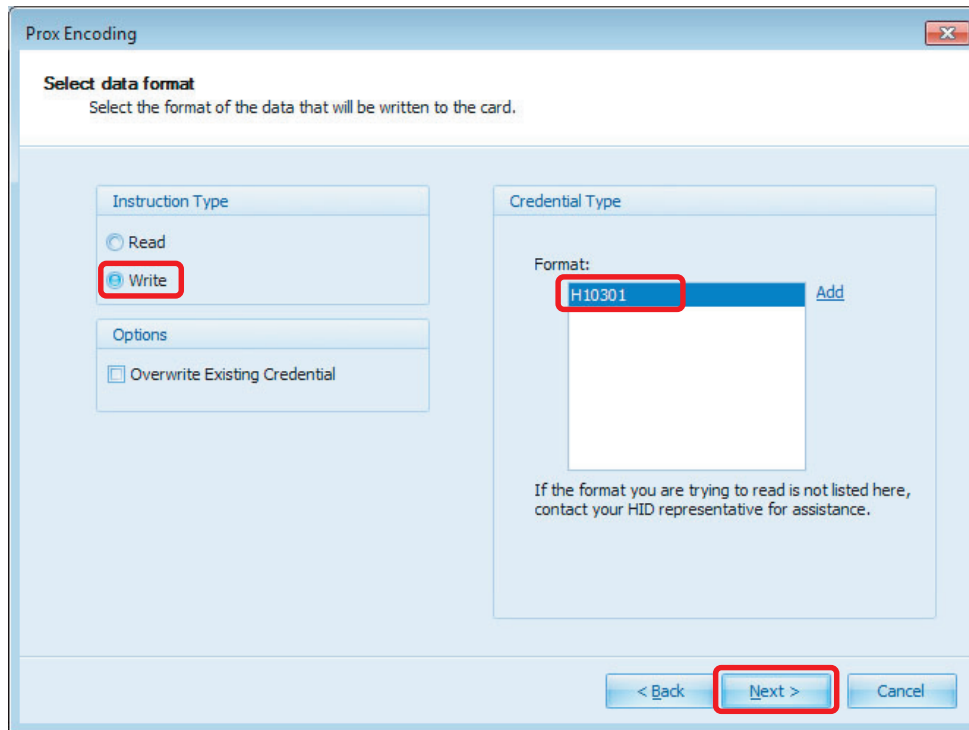 Prox Encoding
Select data format
Select the format of the data that will be written to the card.
Instruction Type
Read
Write
Options
Overwrite Existing Credential
Credential Type
Format:
H10301
Add
If the format you are trying to read is not listed here,
contact your HID representative for assistance.
< Back
Next >
Cancel